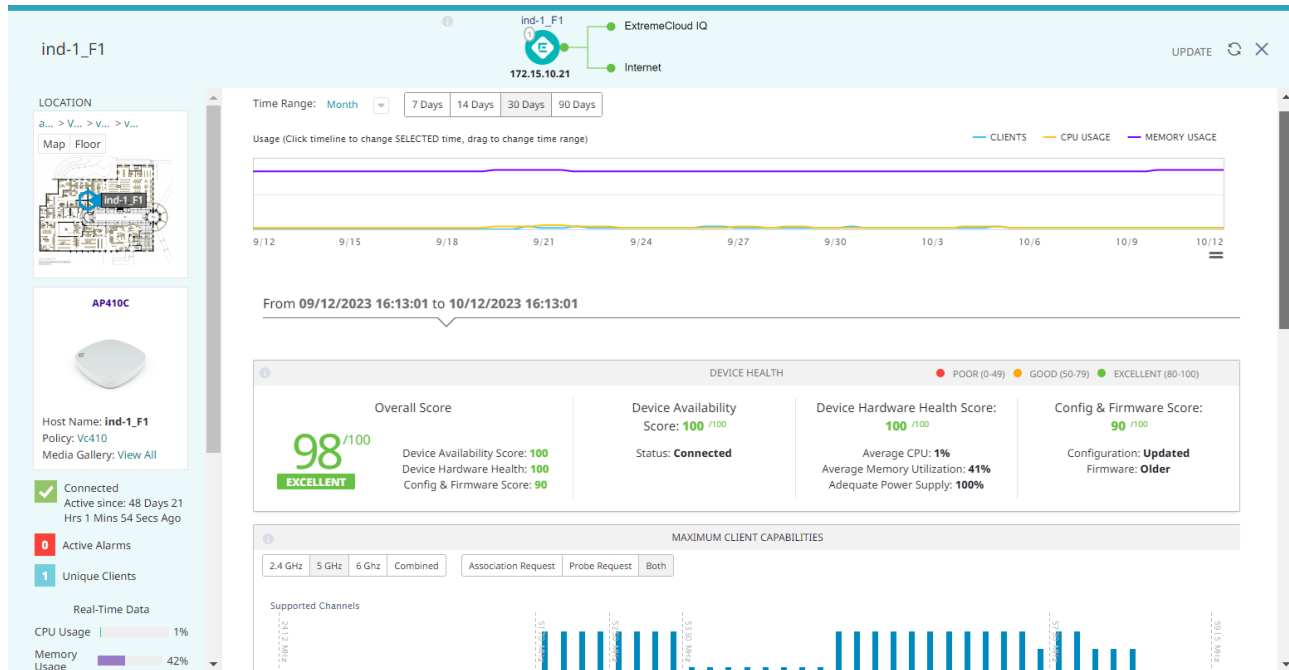 ind-1_F1
ind-1_F1
1
172.15.10.21
ExtremeCloud IQ
Internet
UPDATE
LOCATION
a... > V... > v... > v...
Map Floor
ind-1_F1
AP410C
Host Name: ind-1_F1
Policy: Vc410
Media Gallery: View All
Connected
Active since: 48 Days 21
Hrs 1 Mins 54 Secs Ago
0 Active Alarms
1 Unique Clients
Real-Time Data
CPU Usage 1%
Memory
Usage 42%
Time Range: Month 7 Days 14 Days 30 Days 90 Days
Usage (Click timeline to change SELECTED time, drag to change time range)
CLIENTS CPU USAGE MEMORY USAGE
9/12 9/15 9/18 9/21 9/24 9/27 9/30 10/3 10/6 10/9 10/12
From 09/12/2023 16:13:01 to 10/12/2023 16:13:01
DEVICE HEALTH
POOR (0-49) GOOD (50-79) EXCELLENT (80-100)
Overall Score
98/100
EXCELLENT
Device Availability Score: 100
Device Hardware Health: 100
Config & Firmware Score: 90
Device Availability
Score: 100 /100
Status: Connected
Device Hardware Health Score:
100 /100
Average CPU: 1%
Average Memory Utilization: 41%
Adequate Power Supply: 100%
Config & Firmware Score:
90 /100
Configuration: Updated
Firmware: Older
MAXIMUM CLIENT CAPABILITIES
2.4 GHz 5 GHz 6 Ghz Combined Association Request Probe Request Both
Supported Channels
2412 MHz
5330 MHz
5915 MHz